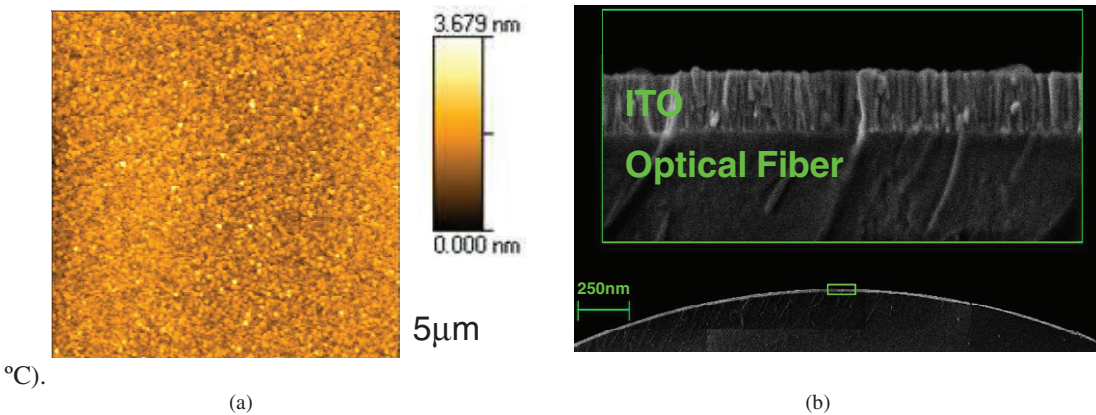 3.679 nm
0.000 nm
5μm
ºC).
(a)
ITO
Optical Fiber
250nm
(b)